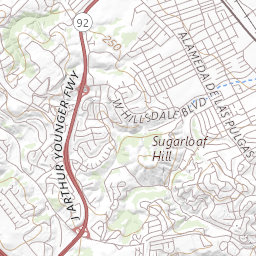 92
250
ALAMEDA DE LAS PULGAS
W HILLSDALE BLVD
J ARTHUR YOUNGER FWY
Sugarloaf
Hill